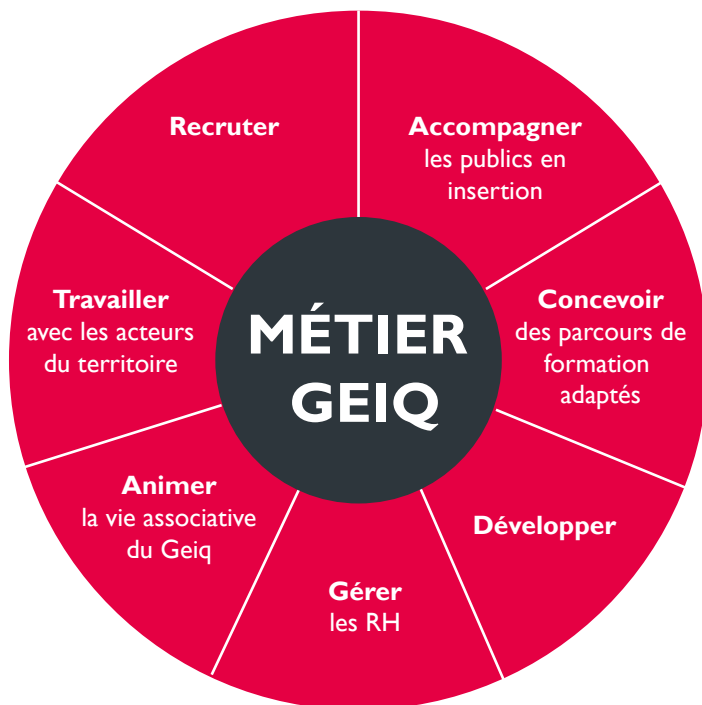 Recruter
Accompagner
les publics en
insertion
Concevoir
des parcours de
formation
adaptés
Développer
Gérer
les RH
Animer
la vie associative
du Geiq
Travailler
avec les acteurs
du territoire
MÉTIER
GEIQ